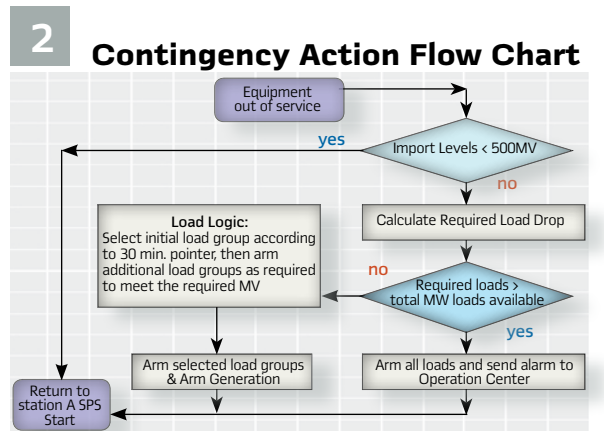 2
Contingency Action Flow Chart
Equipment
out of service
yes
Import Levels < 500MV
no
Load Logic:
Select initial load group according
to 30 min. pointer, then arm
additional load groups as required
to meet the required MV
Calculate Required Load Drop
no
Required loads >
total MW loads available
yes
Arm selected load groups
& Arm Generation
Arm all loads and send alarm to
Operation Center
Return to
station A SPS
Start